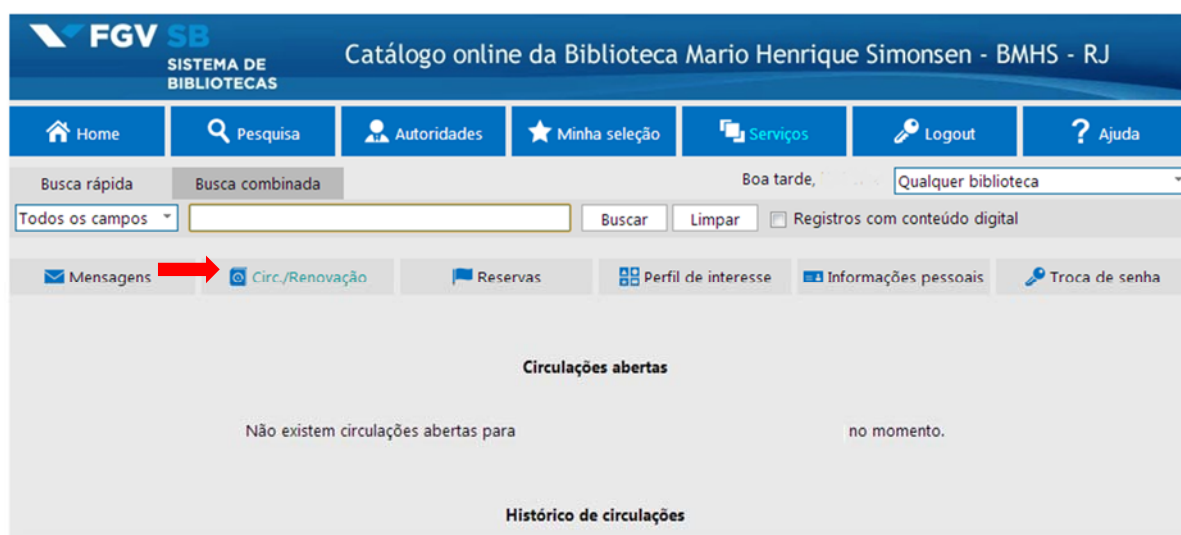 FGV SB
SISTEMA DE
BIBLIOTECAS
Catálogo online da Biblioteca Mario Henrique Simonsen - BMHS - RJ
Home Pesquisa Autoridades Minha seleção Serviços Logout ? Ajuda
Busca rápida Busca combinada Boa tarde, Qualquer biblioteca
Todos os campos Buscar Limpar Registros com conteúdo digital
Mensagens Circ./Renovação Reservas Perfil de interesse Informações pessoais Troca de senha
Circulações abertas
Não existem circulações abertas para no momento.
Histórico de circulações